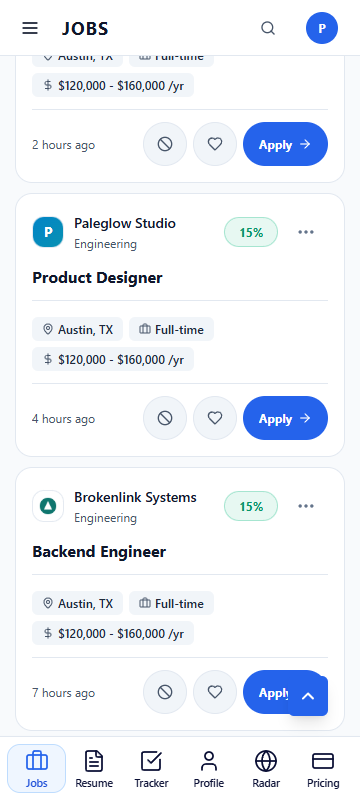 JOBS
P
Austin, TX
Full-time
$120,000 - $160,000 /yr
2 hours ago
Apply
P
Paleglow Studio
Engineering
15%
Product Designer
Austin, TX
Full-time
$120,000 - $160,000 /yr
4 hours ago
Apply
Brokenlink Systems
Engineering
15%
Backend Engineer
Austin, TX
Full-time
$120,000 - $160,000 /yr
7 hours ago
Apply
Jobs
Resume
Tracker
Profile
Radar
Pricing